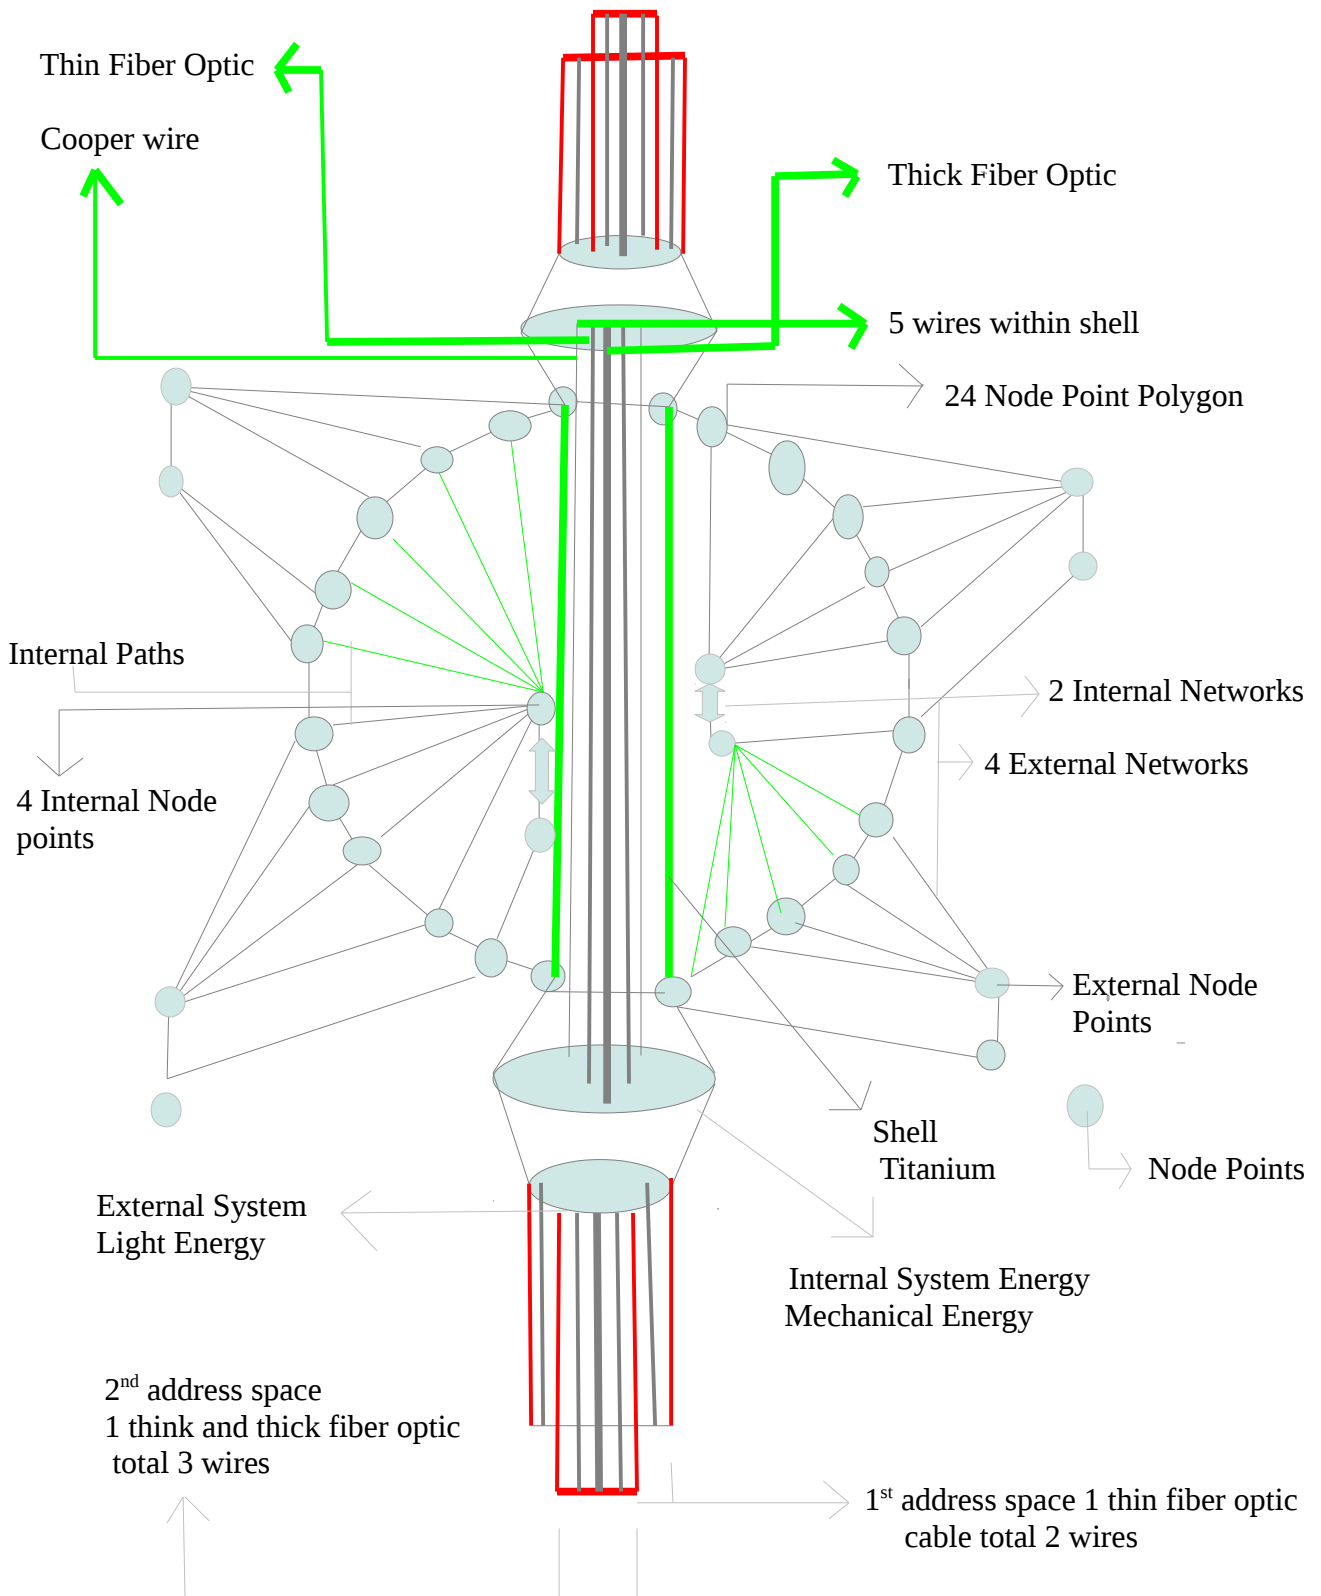 Thin Fiber Optic
Cooper wire
Thick Fiber Optic
5 wires within shell
24 Node Point Polygon
Internal Paths
2 Internal Networks
4 External Networks
4 Internal Node
points
External Node
Points
Shell
Titanium
Node Points
External System
Light Energy
Internal System Energy
Mechanical Energy
2nd address space
1 think and thick fiber optic
total 3 wires
1st address space 1 thin fiber optic
cable total 2 wires